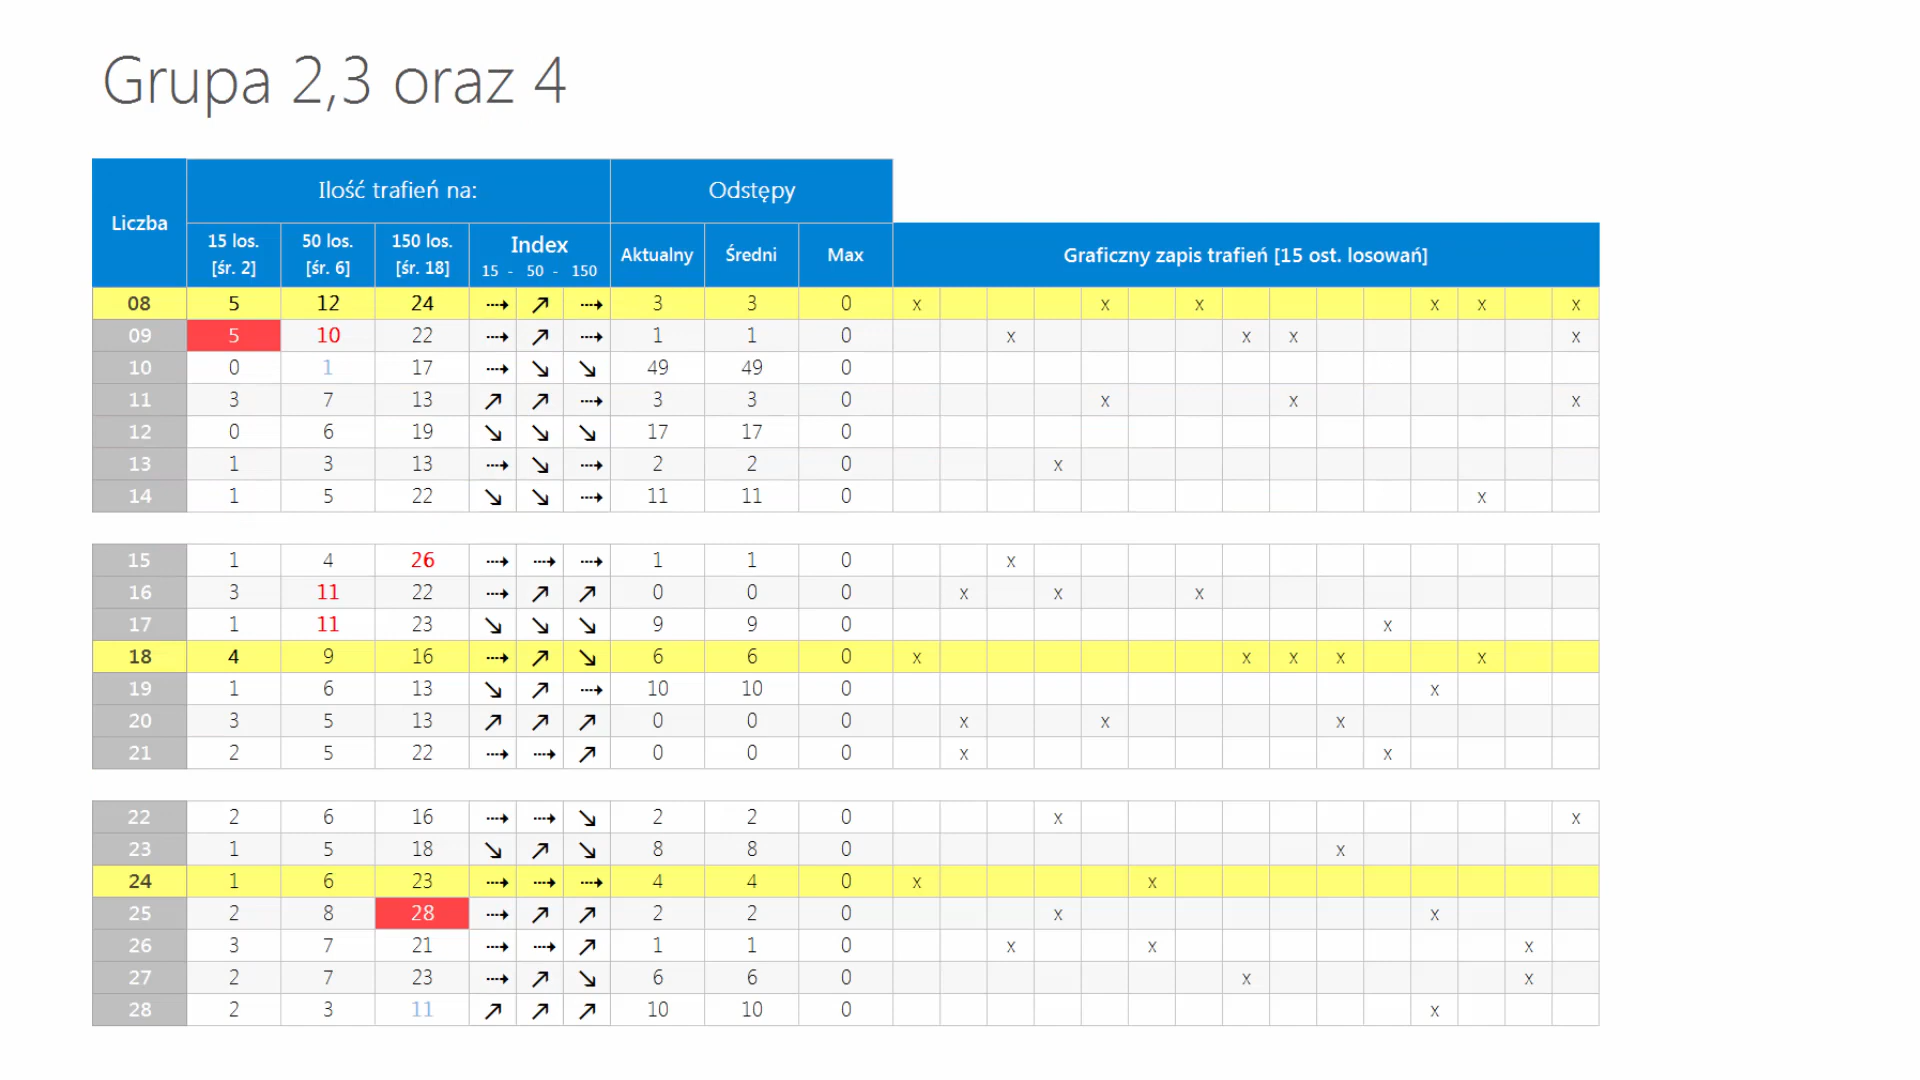 Grupa 2,3 oraz 4
Liczba Ilość trafień na: Odstępy
15 los. [śr. 2] 50 los. [śr. 6] 150 los. [śr. 18] Index 15 - 50 - 150 Aktualny Średni Max Graficzny zapis trafień [15 ost. losowań]
08 5 12 24 ⤏ ↗ ⤏ 3 3 0 x x x x x x
09 5 10 22 ⤏ ↗ ⤏ 1 1 0 x x x x
10 0 1 17 ⤏ ↘ ↘ 49 49 0
11 3 7 13 ↗ ↗ ⤏ 3 3 0 x x x
12 0 6 19 ↘ ↘ ↘ 17 17 0
13 1 3 13 ⤏ ↘ ⤏ 2 2 0 x
14 1 5 22 ↘ ↘ ⤏ 11 11 0 x
15 1 4 26 ⤏ ⤏ ⤏ 1 1 0 x
16 3 11 22 ⤏ ↗ ↗ 0 0 0 x x x
17 1 11 23 ↘ ↘ ↘ 9 9 0 x
18 4 9 16 ⤏ ↗ ↘ 6 6 0 x x x x x
19 1 6 13 ↘ ↗ ⤏ 10 10 0 x
20 3 5 13 ↗ ↗ ↗ 0 0 0 x x x
21 2 5 22 ⤏ ⤏ ↗ 0 0 0 x x
22 2 6 16 ⤏ ⤏ ↘ 2 2 0 x x
23 1 5 18 ↘ ↗ ↘ 8 8 0 x
24 1 6 23 ⤏ ⤏ ⤏ 4 4 0 x x
25 2 8 28 ⤏ ↗ ↗ 2 2 0 x x
26 3 7 21 ⤏ ⤏ ↗ 1 1 0 x x x
27 2 7 23 ⤏ ↗ ↘ 6 6 0 x x
28 2 3 11 ↗ ↗ ↗ 10 10 0 x